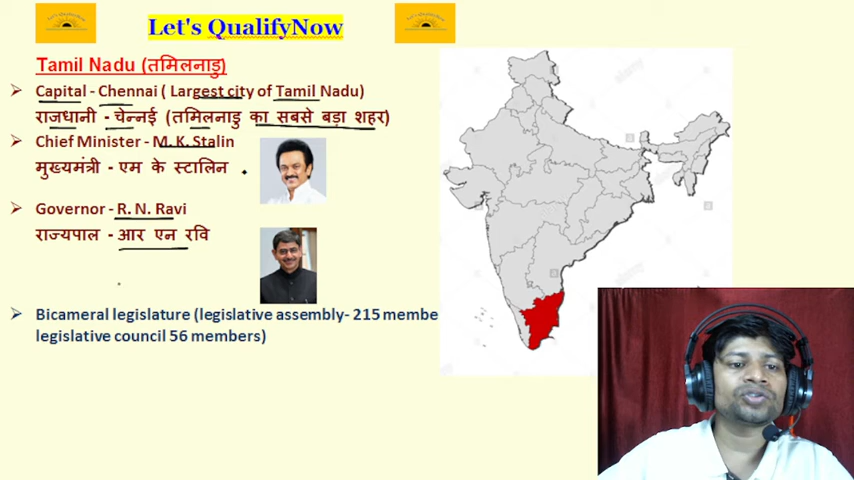 Let's QualifyNow
Tamil Nadu (तमिलनाडु)
Capital - Chennai ( Largest city of Tamil Nadu)
राजधानी - चेन्नई (तमिलनाडु का सबसे बड़ा शहर)
Chief Minister - M. K. Stalin
मुख्यमंत्री - एम के स्टालिन
Governor - R. N. Ravi
राज्यपाल - आर एन रवि
Bicameral legislature (legislative assembly- 215 membe
legislative council 56 members)